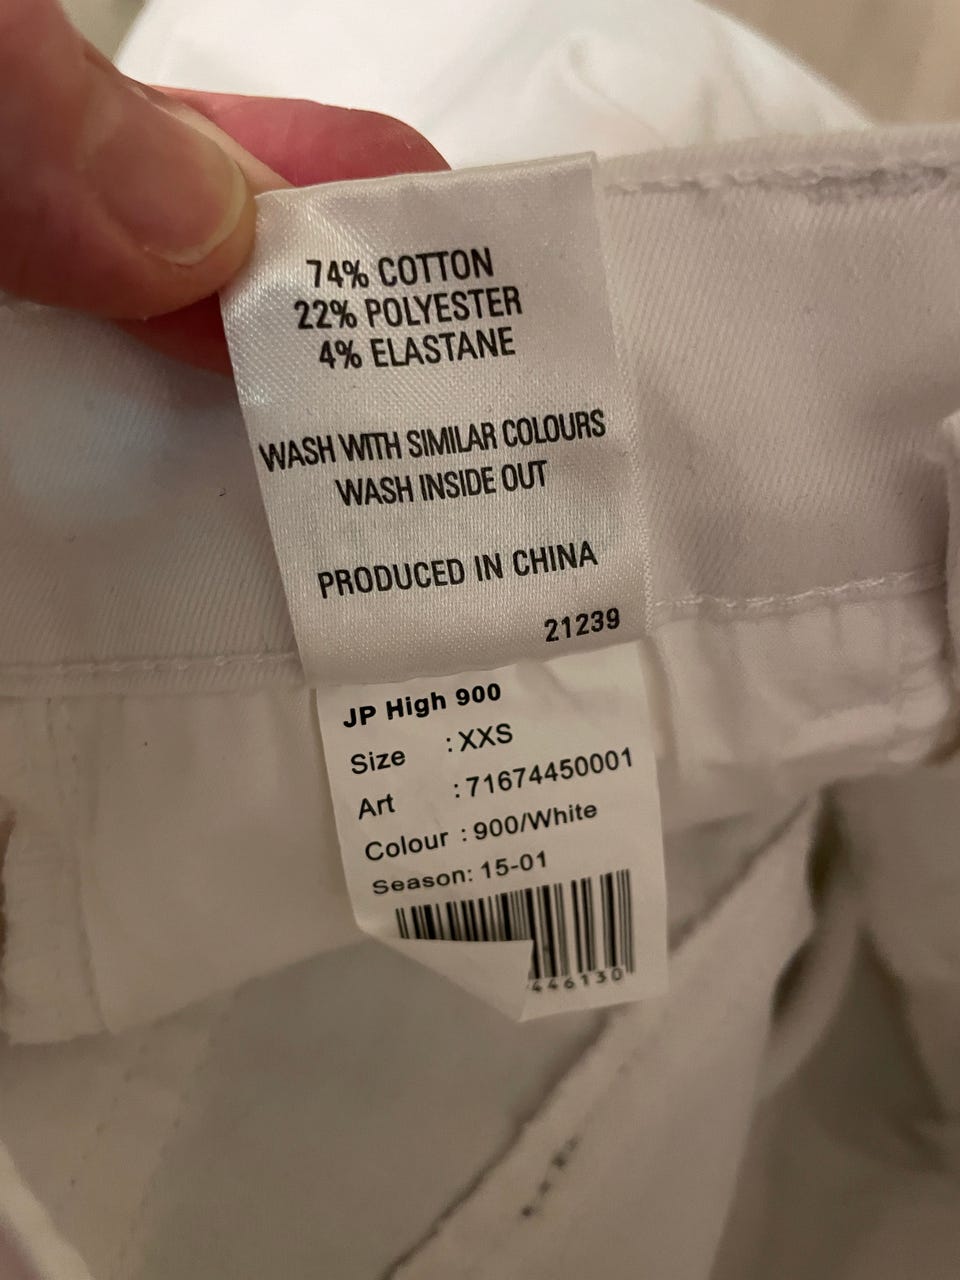 74% COTTON
22% POLYESTER
4% ELASTANE
WASH WITH SIMILAR COLOURS
WASH INSIDE OUT
PRODUCED IN CHINA
21239
JP High 900
Size : XXS
Art : 71674450001
Colour : 900/White
Season: 15-01
446130